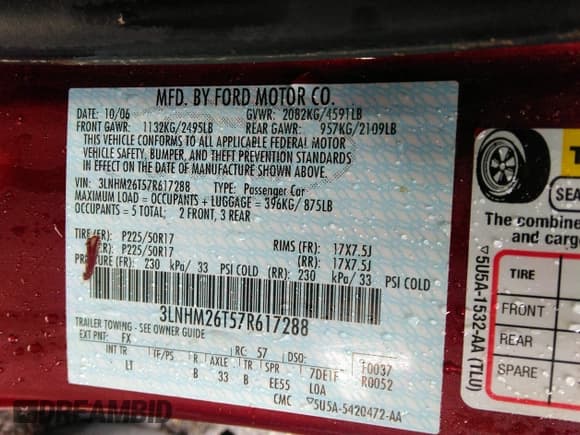 MFD. BY FORD MOTOR CO.
DATE: 10/06 GVWR: 2082KG/4591LB
FRONT GAWR: 1132KG/2495LB REAR GAWR: 957KG/2109LB
THIS VEHICLE CONFORMS TO ALL APPLICABLE FEDERAL MOTOR
VEHICLE SAFETY, BUMPER, AND THEFT PREVENTION STANDARDS
IN EFFECT ON THE DATE OF MANUFACTURE SHOWN ABOVE.
VIN: 3LNHM26T57R617288 TYPE: Passenger Car
MAXIMUM LOAD = OCCUPANTS + LUGGAGE = 396KG/ 875LB
OCCUPANTS = 5 TOTAL: 2 FRONT, 3 REAR
TIRE(FR): P225/50R17 RIMS (FR): 17X7.5J
P225/50R17 (RR): 17X7.5J
PRESSURE (FR) 230 kPa/ 33 PSI COLD (RR) 230 kPa/ 33 PSI COLD
3LNHM26T57R617288
TRAILER TOWING - SEE OWNER GUIDE
EXT PNT: FX RC: 57 DSO: F0037
INT TR TF/PS R AXLE TR SPR 7DE1F R0052
LT B 33 B EE55 LOA
CMC ▽5U5A-5420472-AA
SEA
The combine
and carg
TIRE
FRONT
REAR
SPARE
▽5U5A-1532-AA (TLU)
DREAMBID